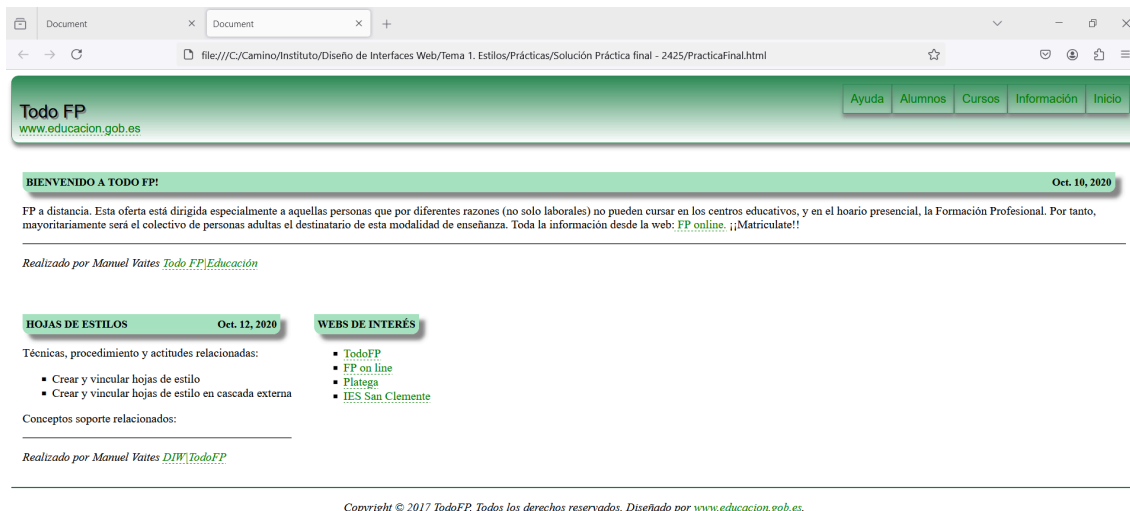 Document
Document
file:///C:/Camino/Instituto/Diseño de Interfaces Web/Tema 1. Estilos/Prácticas/Solución Práctica final - 2425/PracticaFinal.html
Todo FP
www.educacion.gob.es
Ayuda Alumnos Cursos Información Inicio
BIENVENIDO A TODO FP! Oct. 10, 2020
FP a distancia. Esta oferta está dirigida especialmente a aquellas personas que por diferentes razones (no solo laborales) no pueden cursar en los centros educativos, y en el hoario presencial, la Formación Profesional. Por tanto,
mayoritariamente será el colectivo de personas adultas el destinatario de esta modalidad de enseñanza. Toda la información desde la web: FP online. ¡¡Matriculate!!
Realizado por Manuel Vaites Todo FP|Educación
HOJAS DE ESTILOS Oct. 12, 2020
Técnicas, procedimiento y actitudes relacionadas:
Crear y vincular hojas de estilo
Crear y vincular hojas de estilo en cascada externa
Conceptos soporte relacionados:
Realizado por Manuel Vaites DIW|TodoFP
WEBS DE INTERÉS
TodoFP
FP on line
Platega
IES San Clemente
Copyright © 2017 TodoFP. Todos los derechos reservados. Diseñado por www.educacion.gob.es.